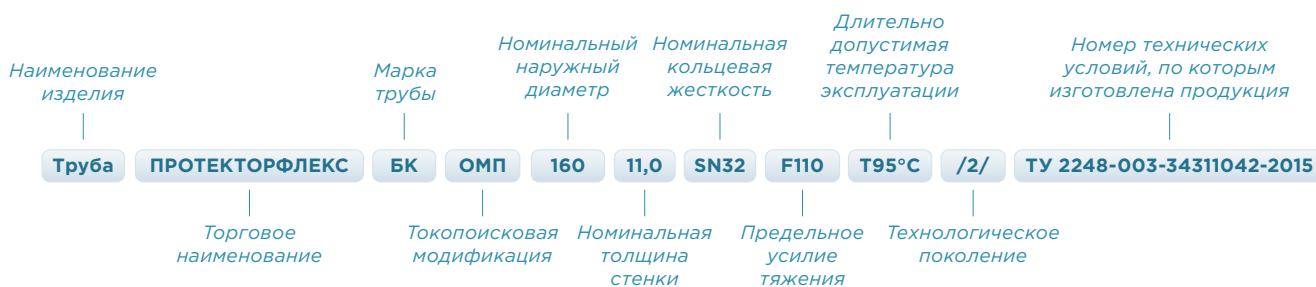 Наименование
изделия
Марка
трубы
Номинальный
наружный
диаметр
Номинальная
кольцевая
жесткость
Длительно
допустимая
температура
эксплуатации
Номер технических
условий, по которым
изготовлена продукция
Труба ПРОТЕКТОРФЛЕКС БК ОМП 160 11,0 SN32 F110 T95°C /2/ ТУ 2248-003-34311042-2015
Торговое
наименование
Токопоисковая
модификация
Номинальная
толщина
стенки
Предельное
усилие
тяжения
Технологическое
поколение